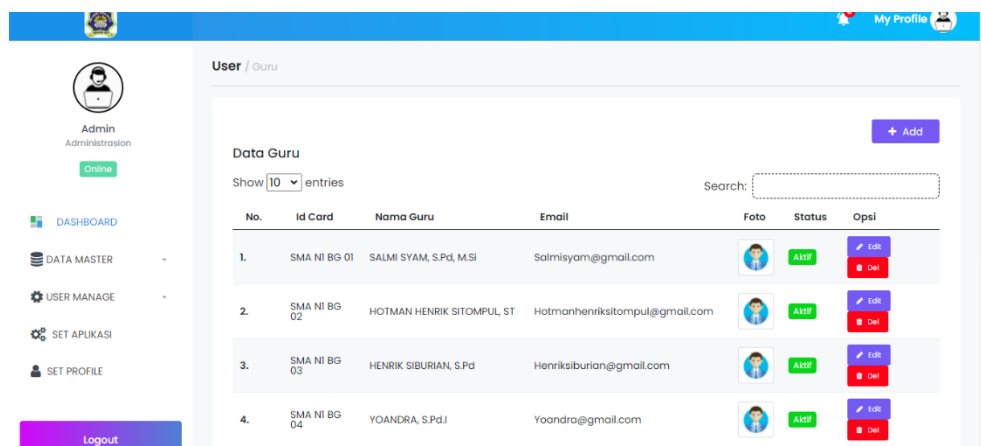 My Profile
User / Guru
Admin
Administrasion
Online
DASHBOARD
DATA MASTER
USER MANAGE
SET APLIKASI
SET PROFILE
Logout
+ Add
Data Guru
Show 10 entries
Search:
No. Id Card Nama Guru Email Foto Status Opsi
1. SMA N1 BG 01 SALMI SYAM, S.Pd, M.Si Salmisyam@gmail.com Aktif Edit
Del
2. SMA N1 BG 02 HOTMAN HENRIK SITOMPUL, ST Hotmanhenriksitompul@gmail.com Aktif Edit
Del
3. SMA N1 BG 03 HENRIK SIBURIAN, S.Pd Henriksiburian@gmail.com Aktif Edit
Del
4. SMA N1 BG 04 YOANDRA, S.Pd.I Yoandra@gmail.com Aktif Edit
Del